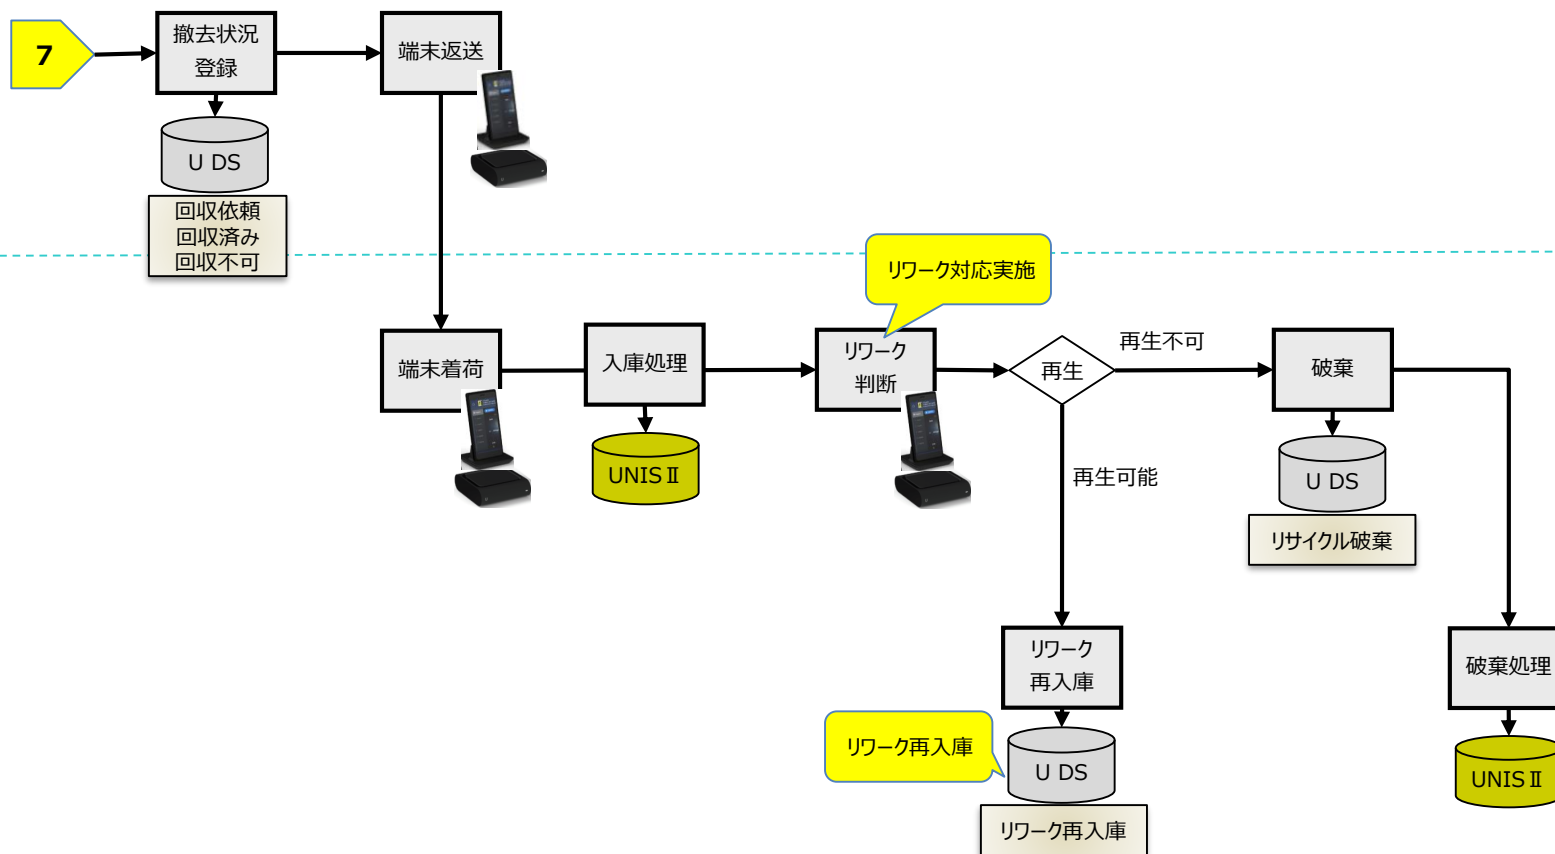 7
撤去状況
登録
端末返送
U DS
回収依頼
回収済み
回収不可
リワーク対応実施
端末着荷
入庫処理
リワーク
判断
再生
再生不可
破棄
UNISⅡ
再生可能
U DS
リサイクル破棄
リワーク
再入庫
破棄処理
リワーク再入庫
U DS
UNISⅡ
リワーク再入庫